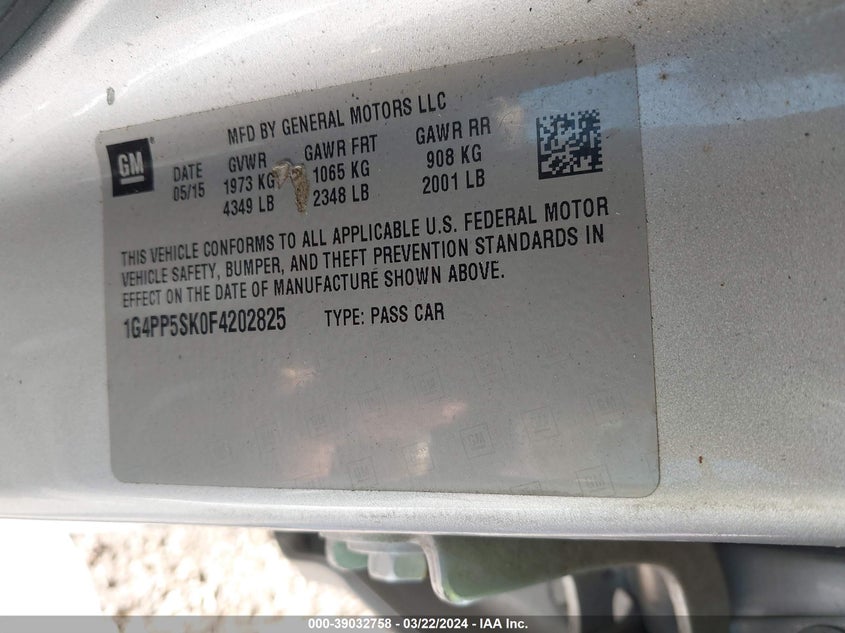 MFD BY GENERAL MOTORS LLC
GM
DATE GVWR GAWR FRT GAWR RR
05/15 1973 KG 1065 KG 908 KG
4349 LB 2348 LB 2001 LB
THIS VEHICLE CONFORMS TO ALL APPLICABLE U.S. FEDERAL MOTOR
VEHICLE SAFETY, BUMPER, AND THEFT PREVENTION STANDARDS IN
EFFECT ON THE DATE OF MANUFACTURE SHOWN ABOVE.
1G4PP5SK0F4202825 TYPE: PASS CAR
000-39032758 - 03/22/2024 - IAA Inc.